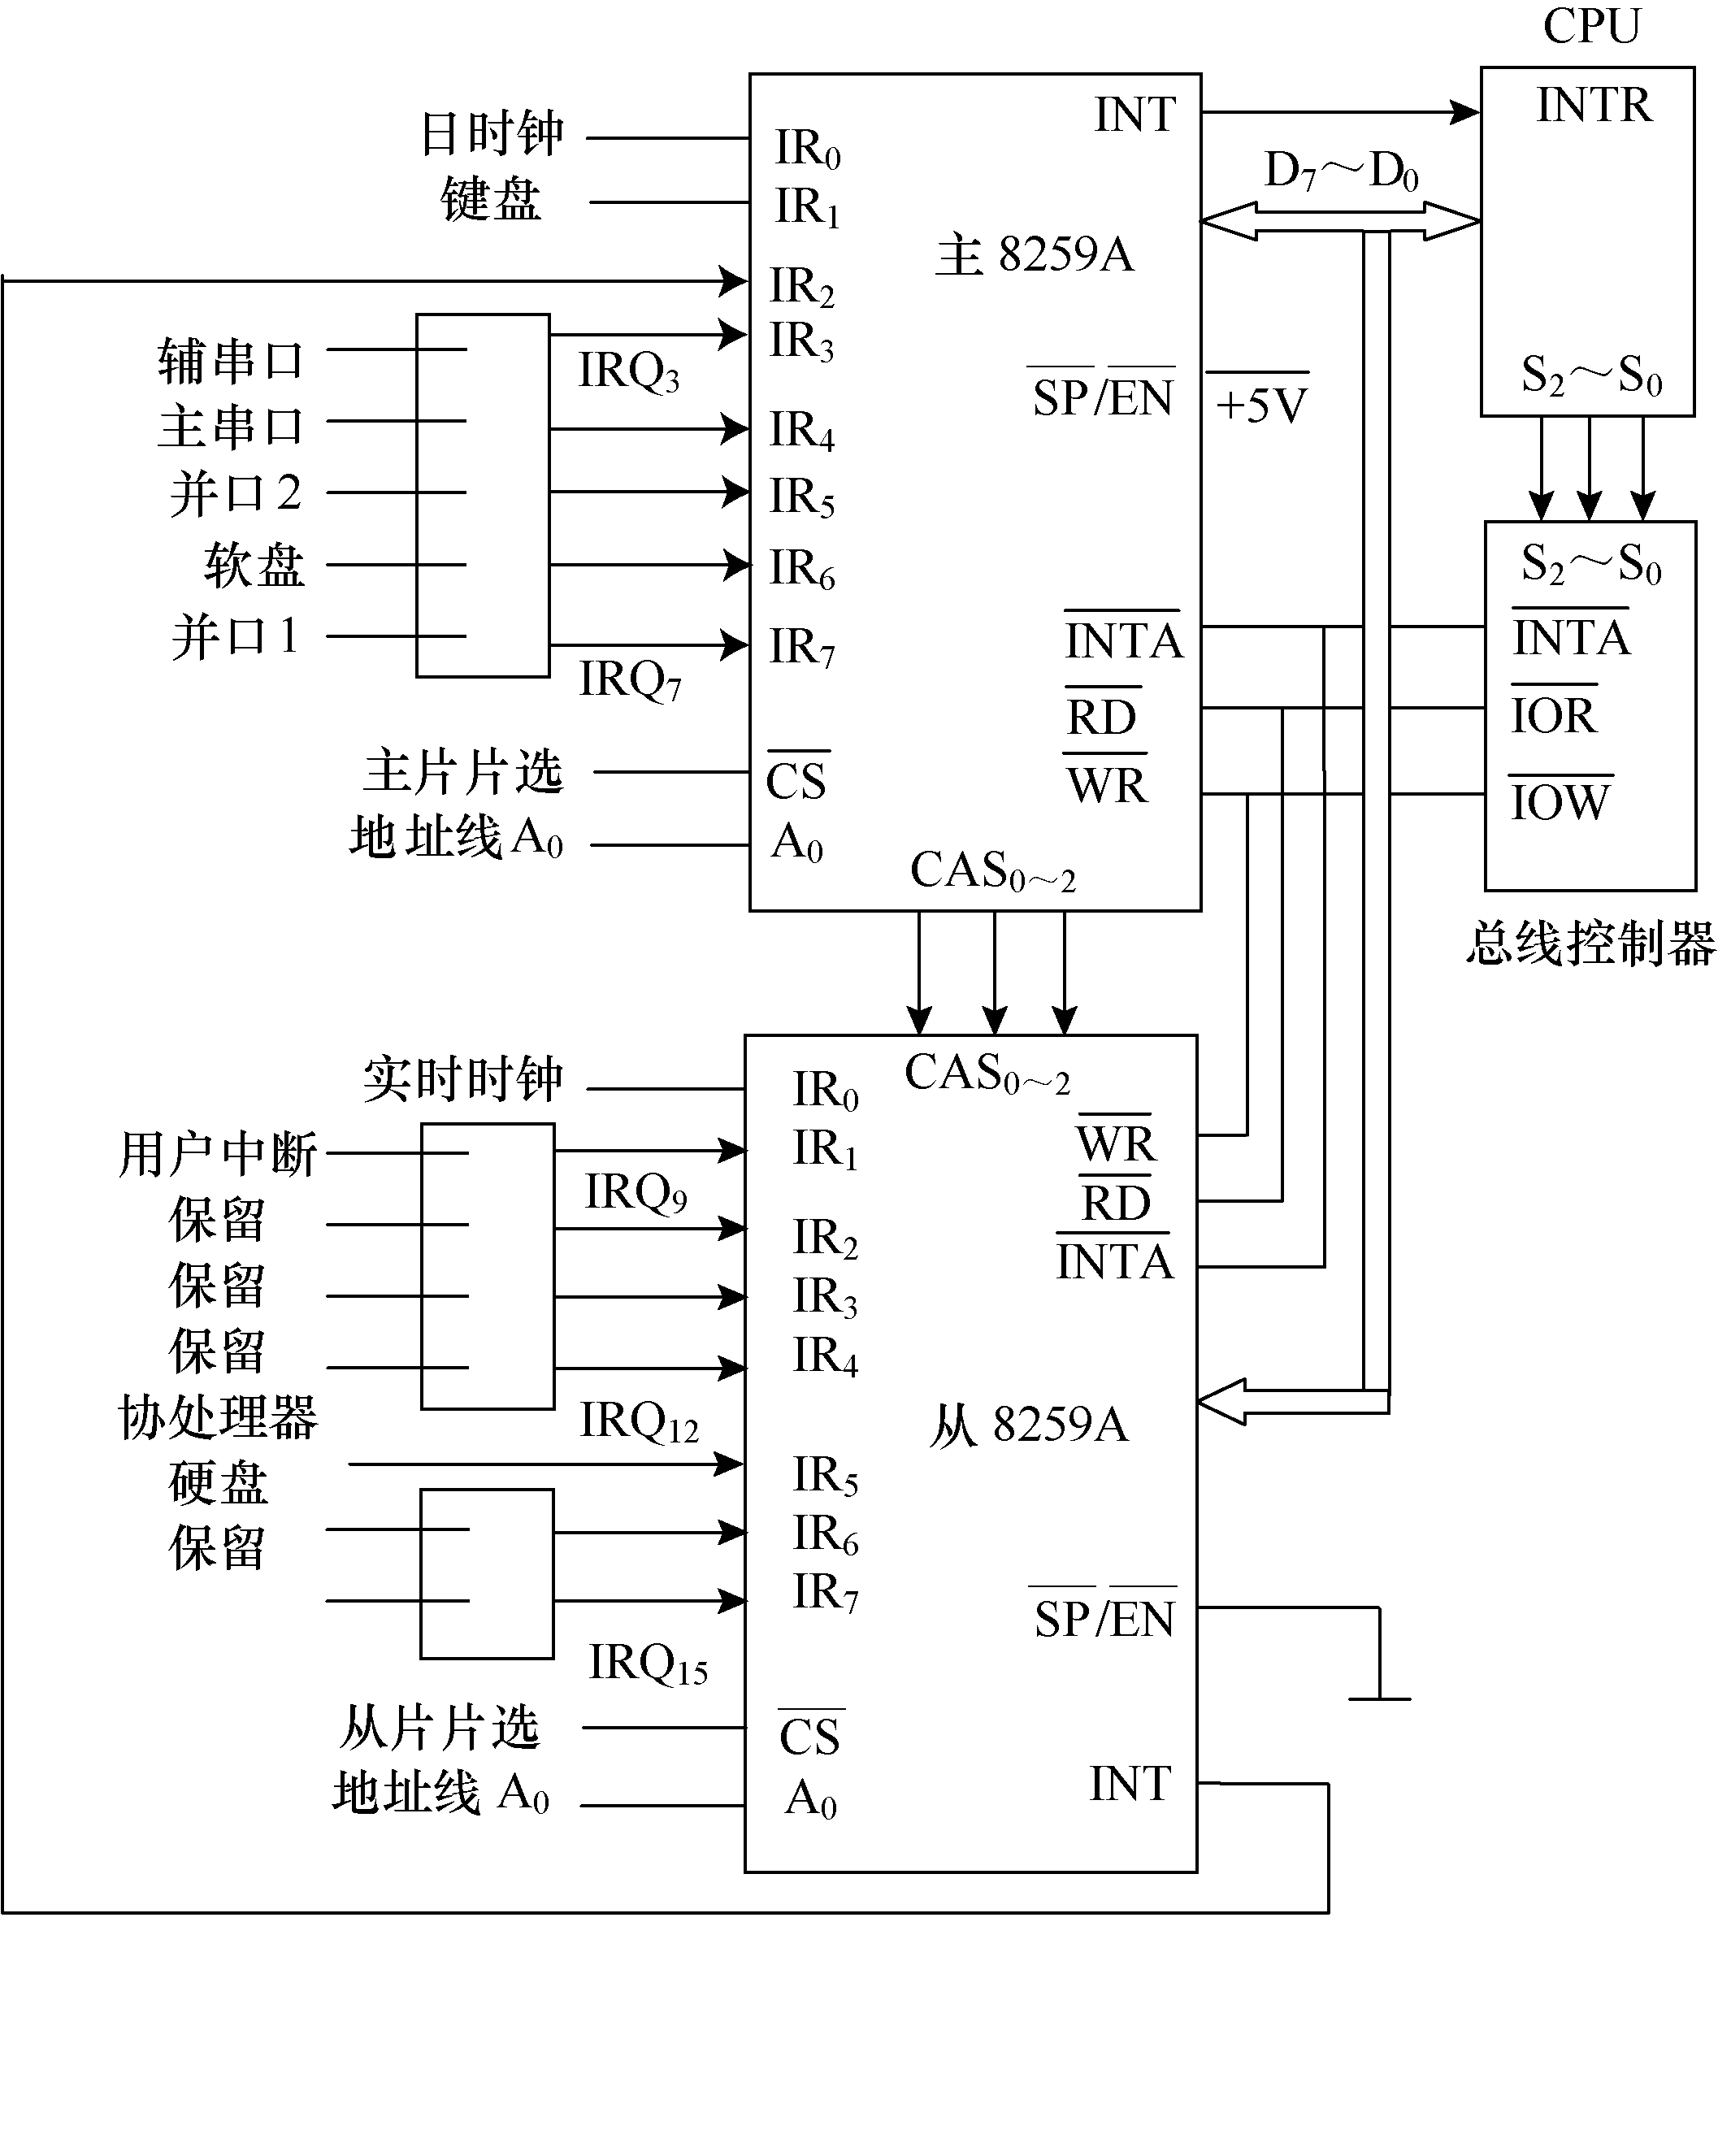 CPU
INT
INTR
日时钟
IR0
D7～D0
键盘
IR1
主 8259A
IR2
IR3
辅串口
IRQ3
SP/EN
+5V
S2～S0
主串口
IR4
并口 2
IR5
软盘
IR6
S2～S0
并口 1
IR7
INTA
INTA
IRQ7
RD
IOR
主片片选
CS
WR
IOW
地址线 A0
A0
CAS0～2
总线控制器
实时时钟
IR0
CAS0～2
用户中断
IR1
WR
IRQ9
RD
保留
IR2
INTA
保留
IR3
保留
IR4
协处理器
IRQ12
从 8259A
硬盘
IR5
保留
IR6
IR7
SP/EN
IRQ15
从片片选
CS
INT
地址线 A0
A0